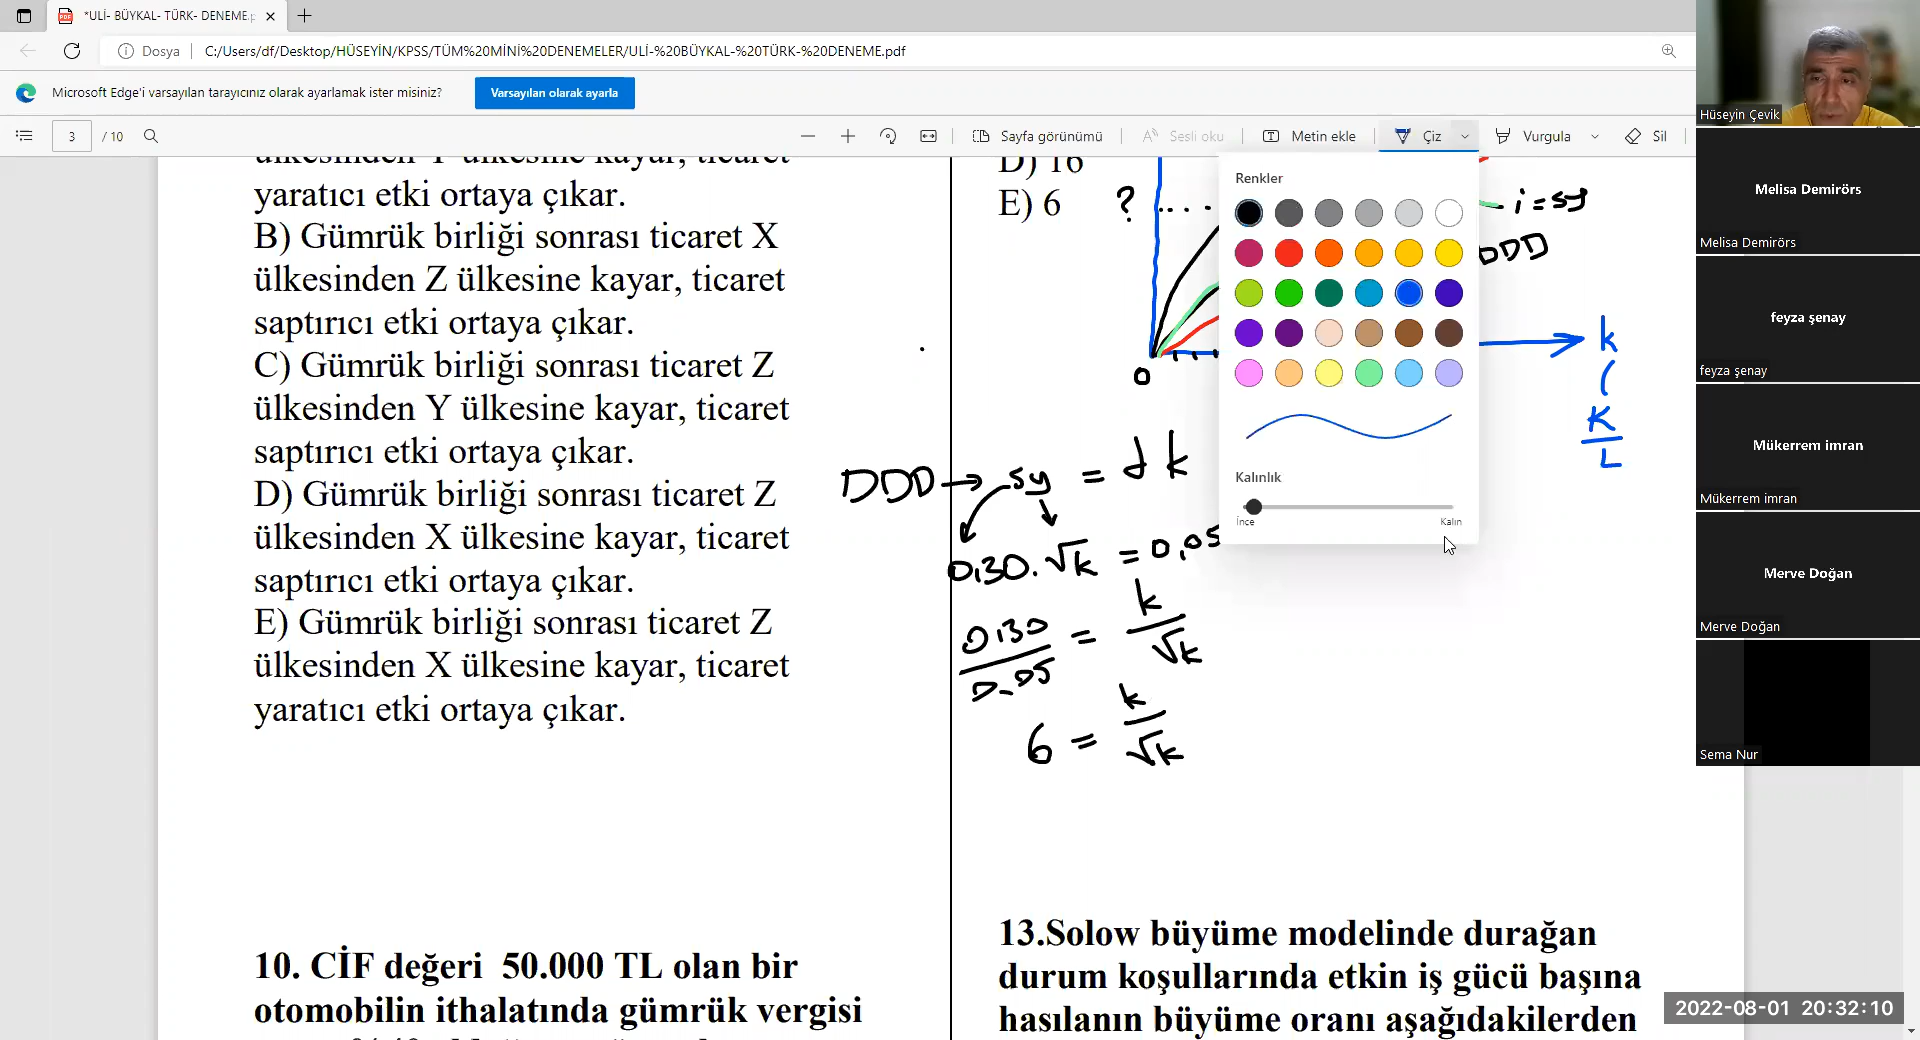 *ULİ- BÜYKAL- TÜRK- DENEME.p
Dosya
C:/Users/df/Desktop/HÜSEYİN/KPSS/TÜM%20MİNİ%20DENEMELER/ULİ-%20BÜYKAL-%20TÜRK-%20DENEME.pdf
Microsoft Edge'i varsayılan tarayıcınız olarak ayarlamak ister misiniz?
Varsayılan olarak ayarla
3 / 10
Sayfa görünümü
Sesli oku
Metin ekle
Çiz
Vurgula
Sil
ülkesinden Y ülkesine kayar, ticaret
yaratıcı etki ortaya çıkar.
B) Gümrük birliği sonrası ticaret X
ülkesinden Z ülkesine kayar, ticaret
saptırıcı etki ortaya çıkar.
C) Gümrük birliği sonrası ticaret Z
ülkesinden Y ülkesine kayar, ticaret
saptırıcı etki ortaya çıkar.
D) Gümrük birliği sonrası ticaret Z
ülkesinden X ülkesine kayar, ticaret
saptırıcı etki ortaya çıkar.
E) Gümrük birliği sonrası ticaret Z
ülkesinden X ülkesine kayar, ticaret
yaratıcı etki ortaya çıkar.
10. CİF değeri 50.000 TL olan bir
otomobilin ithalatında gümrük vergisi
D) 16
E) 6
? ....
i = sy
DDD
0
k
K
L
DDD → sy = d k
0,30. √k = 0,05
0,30 / 0,05 = k / √k
6 = k / √k
Renkler
Kalınlık
İnce
Kalın
13.Solow büyüme modelinde durağan
durum koşullarında etkin iş gücü başına
hasılanın büyüme oranı aşağıdakilerden
Hüseyin Çevik
Melisa Demirörs
Melisa Demirörs
feyza şenay
feyza şenay
Mükerrem imran
Mükerrem imran
Merve Doğan
Merve Doğan
Sema Nur
2022-08-01 20:32:10